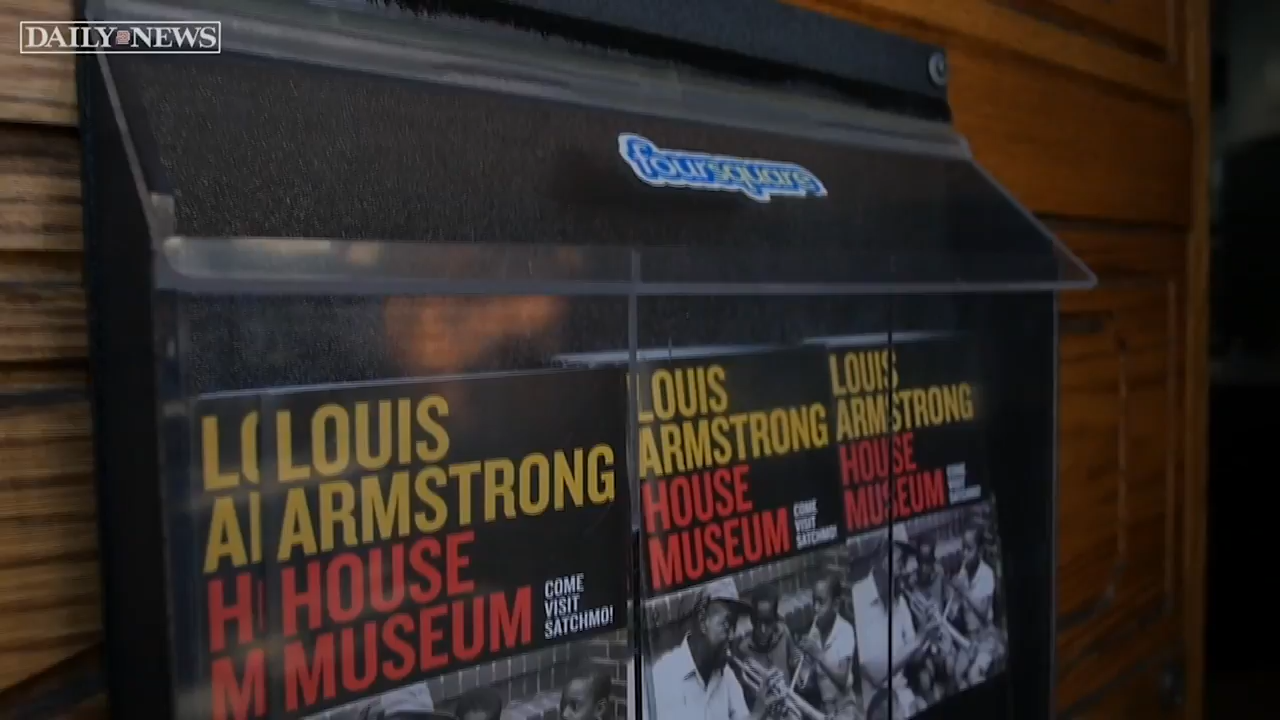 DAILY NEWS
foursquare
LO
A
H
M
LOUIS
ARMSTRONG
HOUSE
MUSEUM
COME
VISIT
SATCHMO!
LOUIS
ARMSTRONG
HOUSE
MUSEUM
COME
VISIT
SATCHMO!
LOUIS
ARMSTRONG
HOUSE
MUSEUM